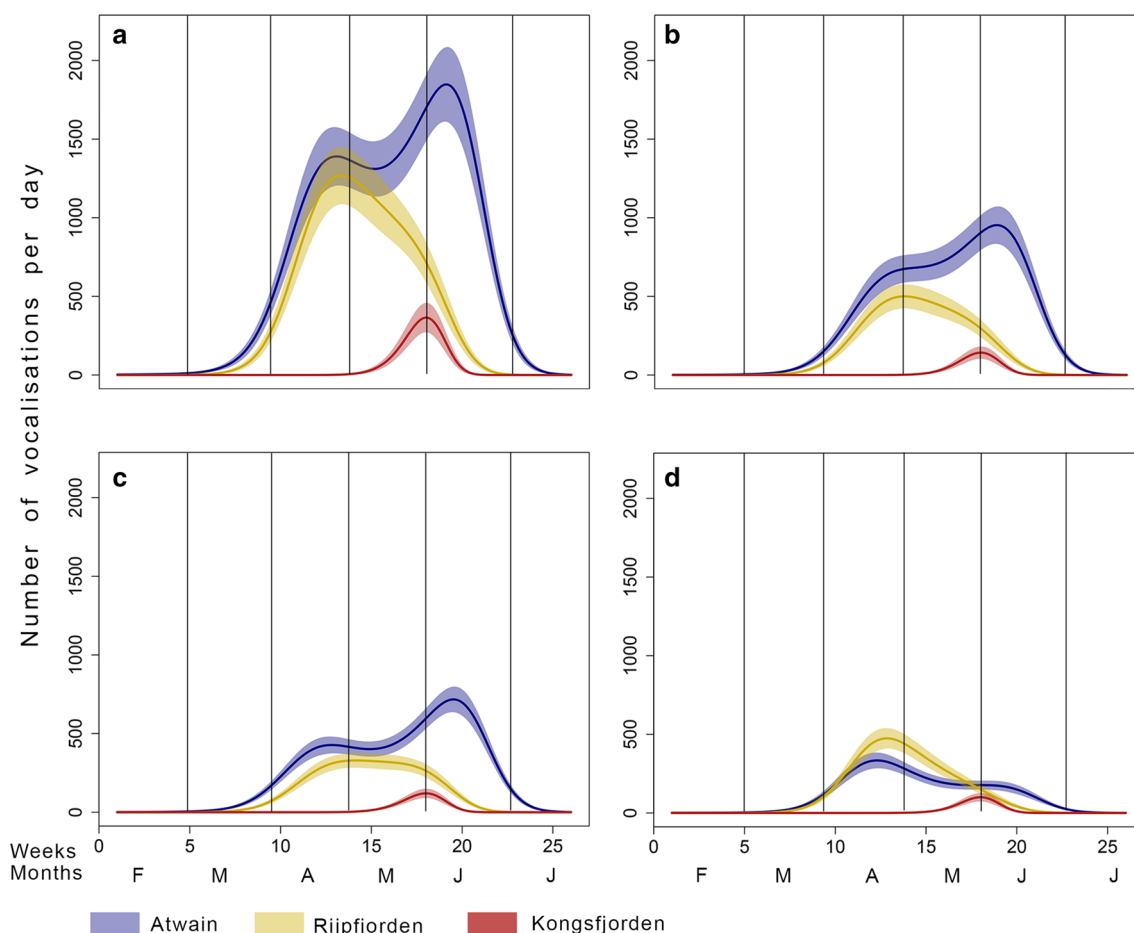 Number of vocalisations per day
a
2000
1500
1000
500
0
b
2000
1500
1000
500
0
c
2000
1500
1000
500
0
d
2000
1500
1000
500
0
Weeks 0 5 10 15 20 25 0 5 10 15 20 25
Months F M A M J J F M A M J J
Atwain Rijpfjorden Kongsfjorden